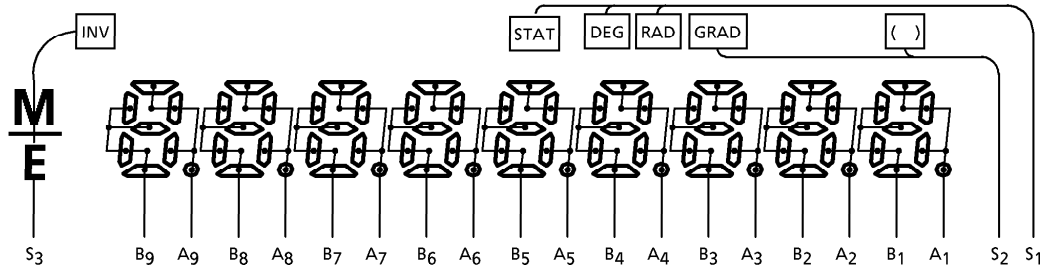 INV STAT DEG RAD GRAD ( )
M
E
S3 B9 A9 B8 A8 B7 A7 B6 A6 B5 A5 B4 A4 B3 A3 B2 A2 B1 A1 S2 S1